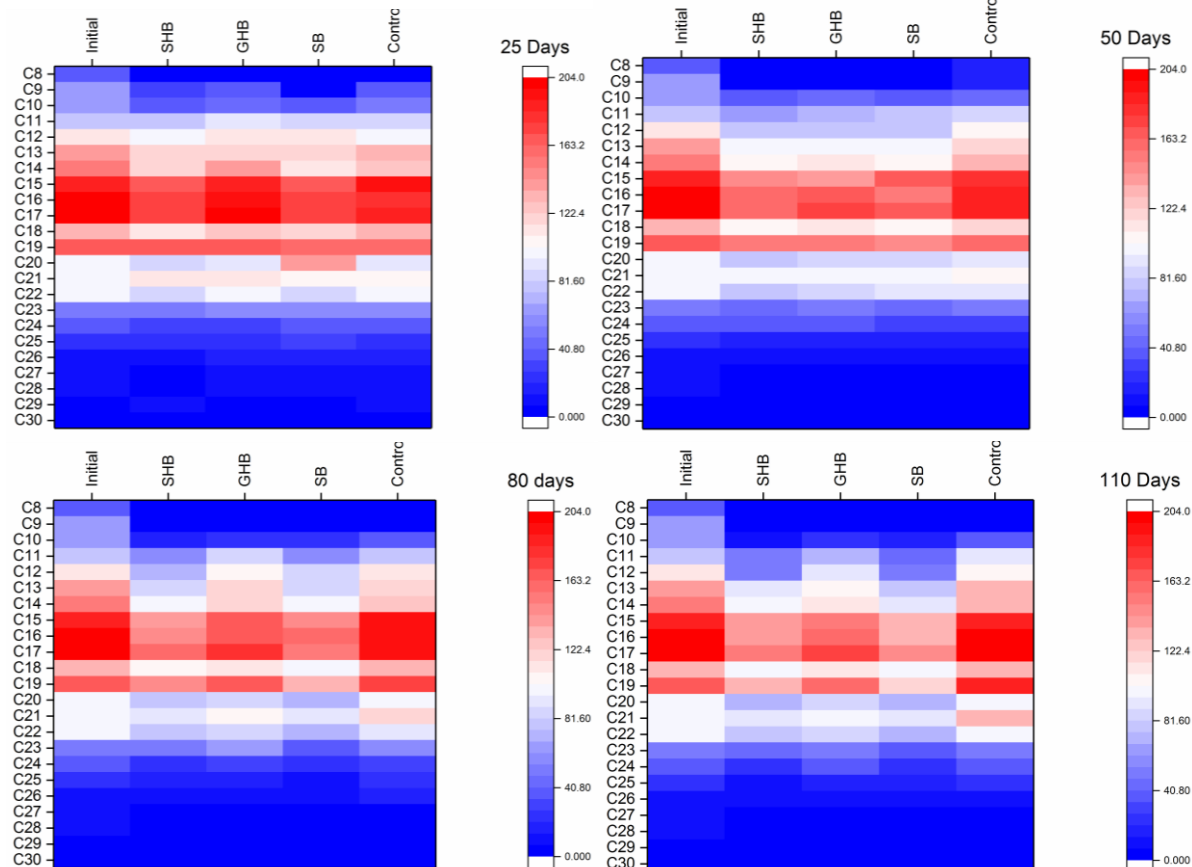 Initial
SHB
GHB
SB
Contrc
25 Days
C8
C9
C10
C11
C12
C13
C14
C15
C16
C17
C18
C19
C20
C21
C22
C23
C24
C25
C26
C27
C28
C29
C30
204.0
163.2
122.4
81.60
40.80
0.000
Initial
SHB
GHB
SB
Contrc
50 Days
C8
C9
C10
C11
C12
C13
C14
C15
C16
C17
C18
C19
C20
C21
C22
C23
C24
C25
C26
C27
C28
C29
C30
204.0
163.2
122.4
81.60
40.80
0.000
Initial
SHB
GHB
SB
Contrc
80 days
C8
C9
C10
C11
C12
C13
C14
C15
C16
C17
C18
C19
C20
C21
C22
C23
C24
C25
C26
C27
C28
C29
C30
204.0
163.2
122.4
81.60
40.80
0.000
Initial
SHB
GHB
SB
Contrc
110 Days
C8
C9
C10
C11
C12
C13
C14
C15
C16
C17
C18
C19
C20
C21
C22
C23
C24
C25
C26
C27
C28
C29
C30
204.0
163.2
122.4
81.60
40.80
0.000